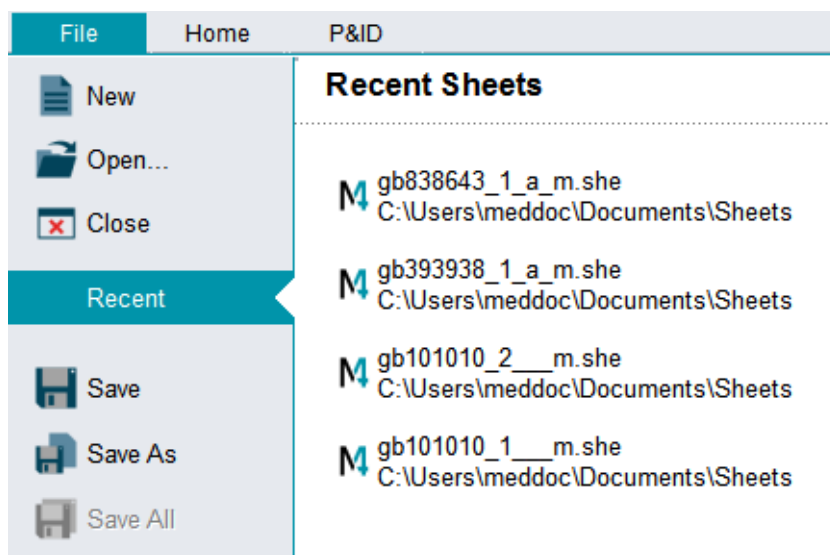 File Home P&ID
New
Open...
Close
Recent
Save
Save As
Save All
Recent Sheets
gb838643_1_a_m.she
C:\Users\meddoc\Documents\Sheets
gb393938_1_a_m.she
C:\Users\meddoc\Documents\Sheets
gb101010_2___m.she
C:\Users\meddoc\Documents\Sheets
gb101010_1___m.she
C:\Users\meddoc\Documents\Sheets